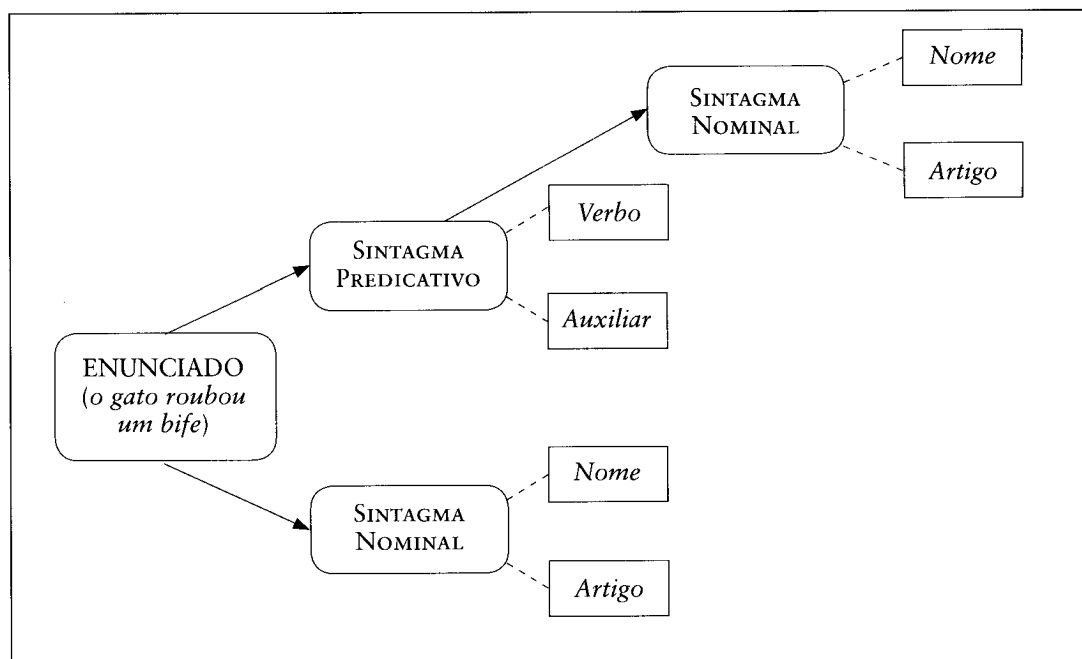 Nome
SINTAGMA
NOMINAL
Artigo
Verbo
SINTAGMA
PREDICATIVO
Auxiliar
ENUNCIADO
(o gato roubou
um bife)
Nome
SINTAGMA
NOMINAL
Artigo